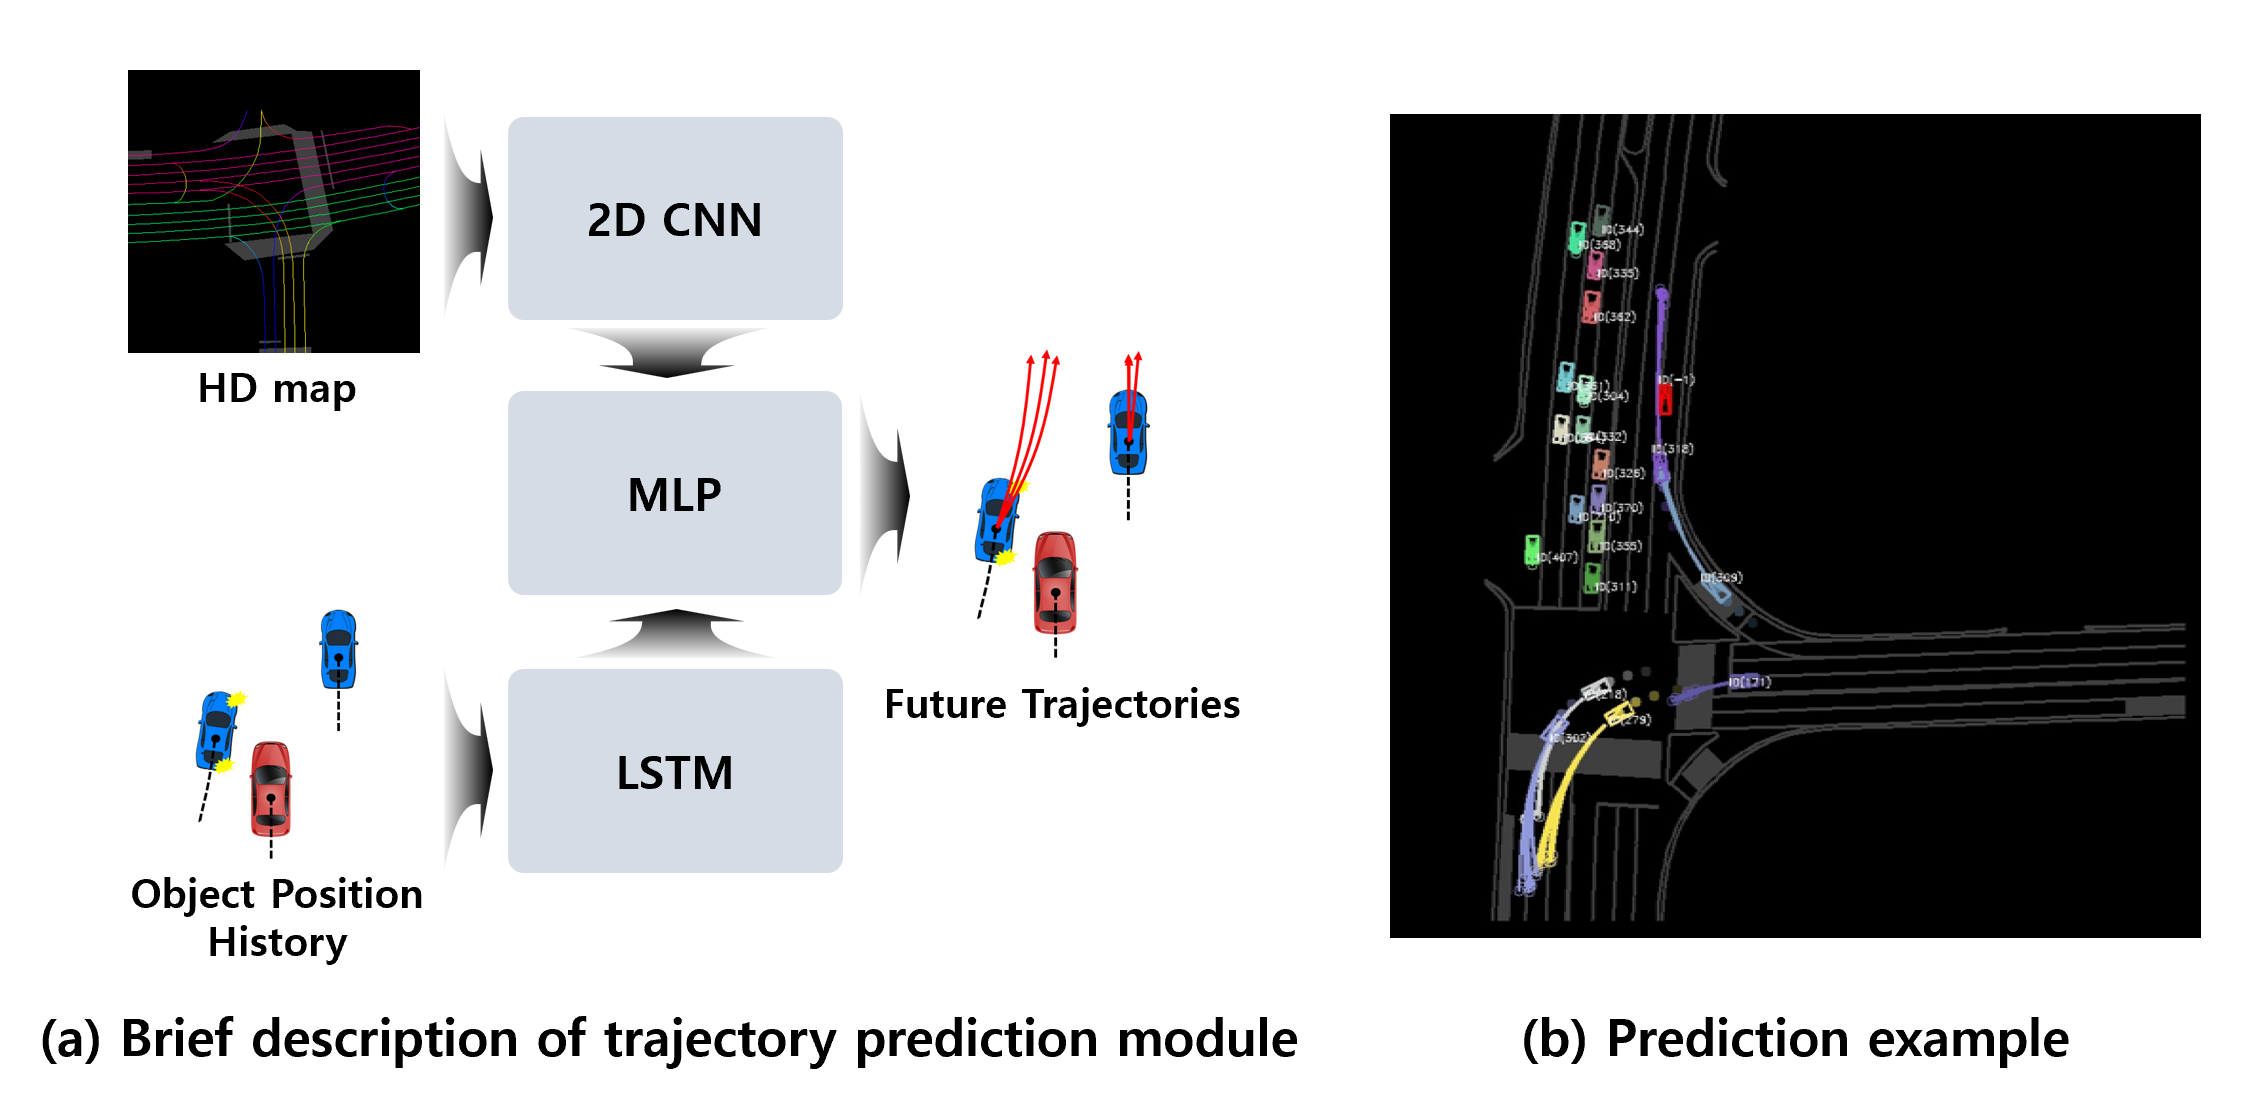 2D CNN
HD map
MLP
LSTM
Object Position
History
Future Trajectories
(a) Brief description of trajectory prediction module
ID(344)
ID(368)
ID(335)
ID(362)
ID(-1)
ID(304)
332)
ID(318)
ID(326)
ID(370)
ID(355)
ID(407)
ID(311)
ID(309)
ID(171)
ID(218)
ID(279)
ID(302)
(b) Prediction example